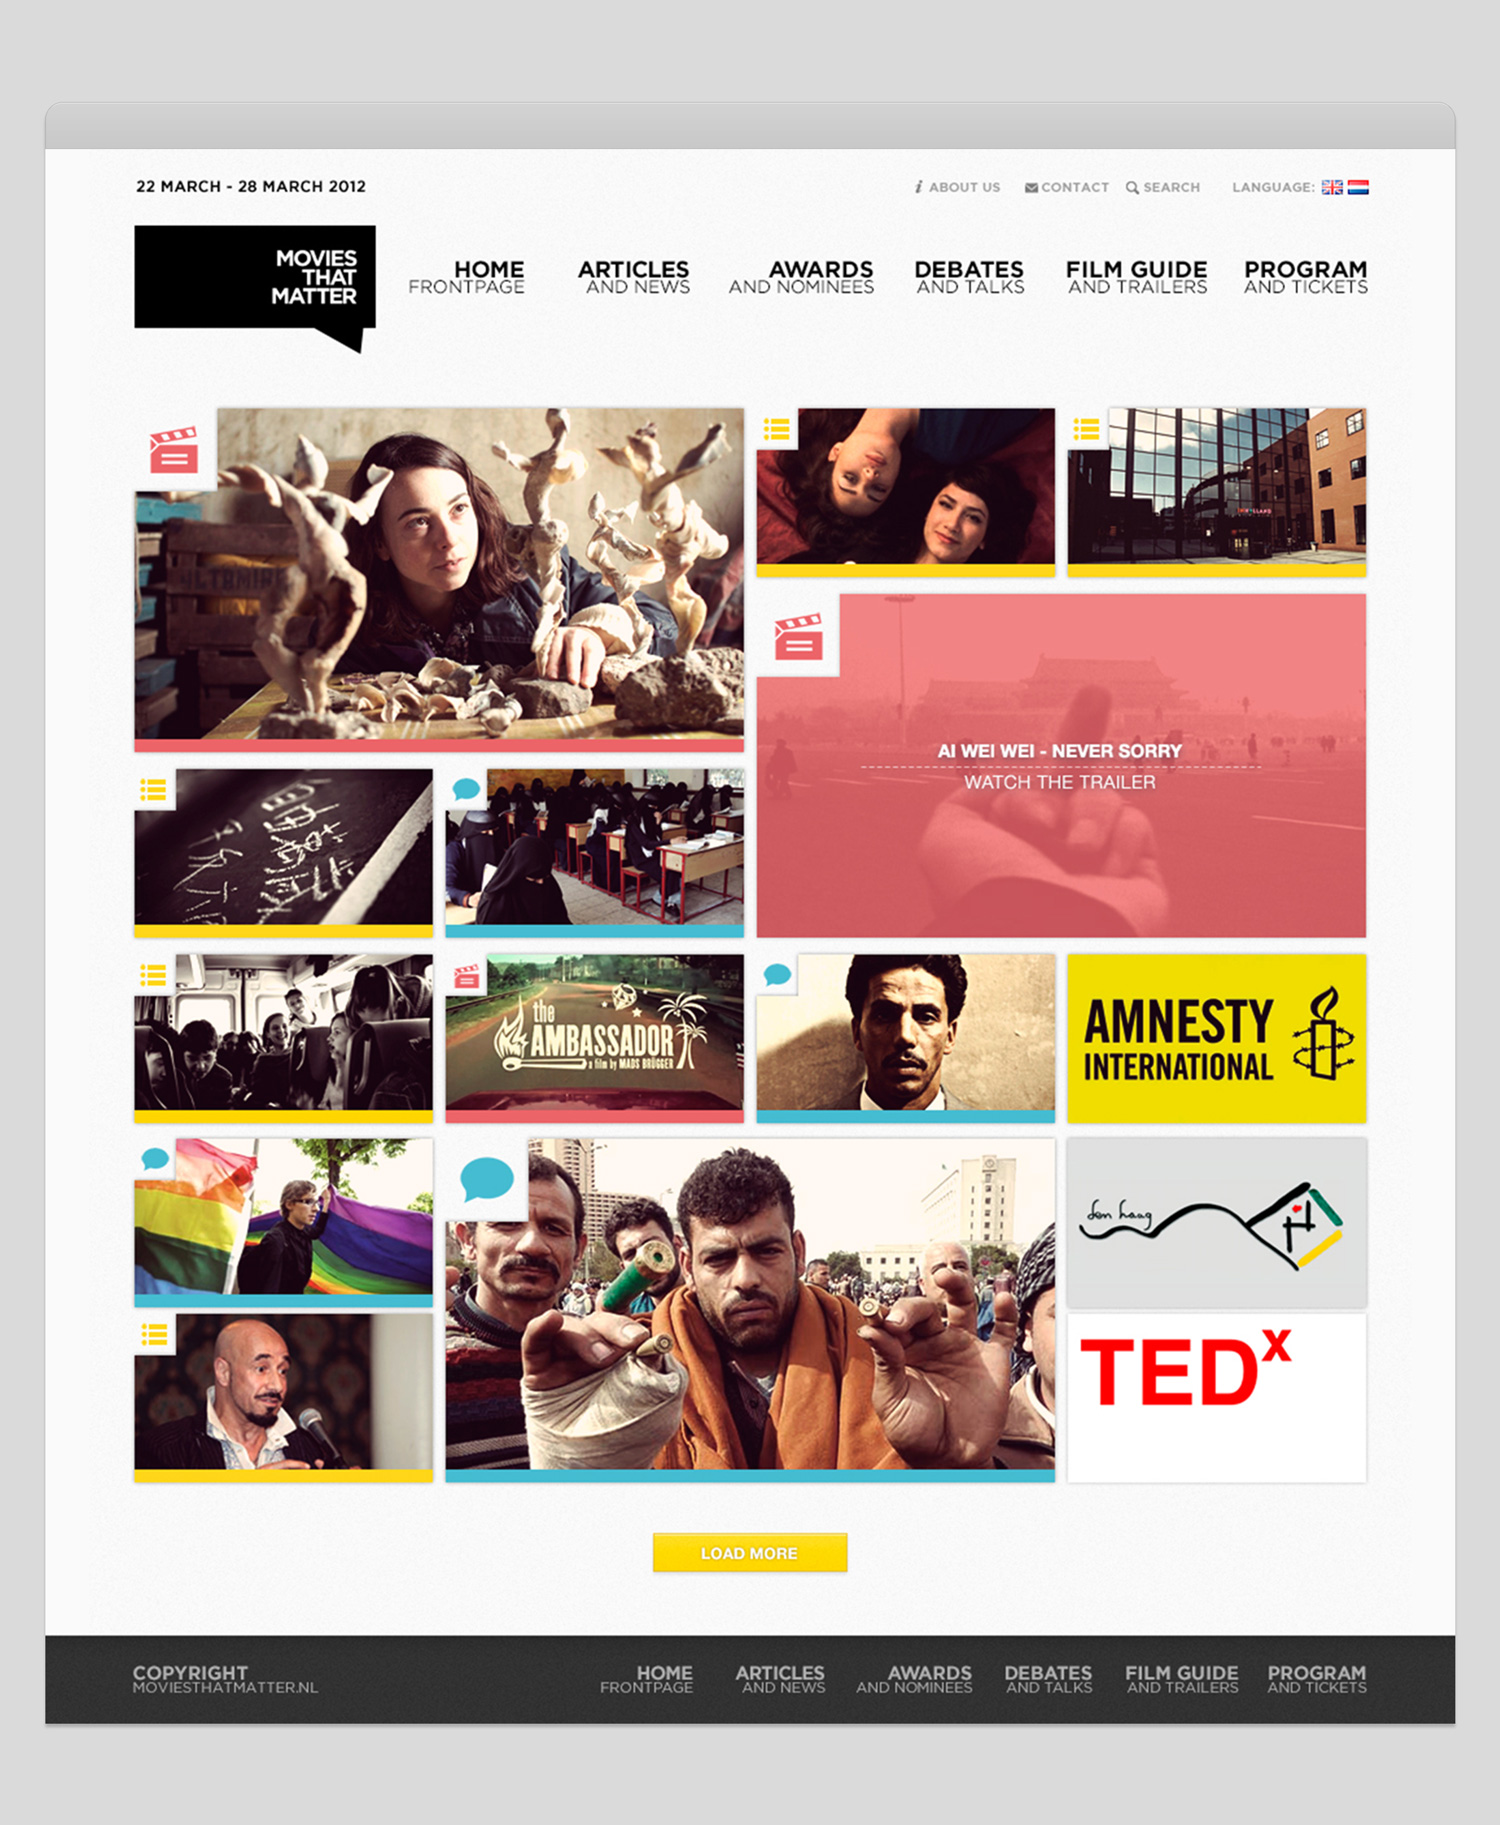 22 MARCH - 28 MARCH 2012
ABOUT US
CONTACT
SEARCH
LANGUAGE:
MOVIES
THAT
MATTER
HOME
FRONTPAGE
ARTICLES
AND NEWS
AWARDS
AND NOMINEES
DEBATES
AND TALKS
FILM GUIDE
AND TRAILERS
PROGRAM
AND TICKETS
AI WEI WEI - NEVER SORRY
WATCH THE TRAILER
the
AMBASSADOR
a film by MADS BRÜGGER
AMNESTY
INTERNATIONAL
den haag
TEDx
LOAD MORE
COPYRIGHT
MOVIESTHATMATTER.NL
HOME
FRONTPAGE
ARTICLES
AND NEWS
AWARDS
AND NOMINEES
DEBATES
AND TALKS
FILM GUIDE
AND TRAILERS
PROGRAM
AND TICKETS